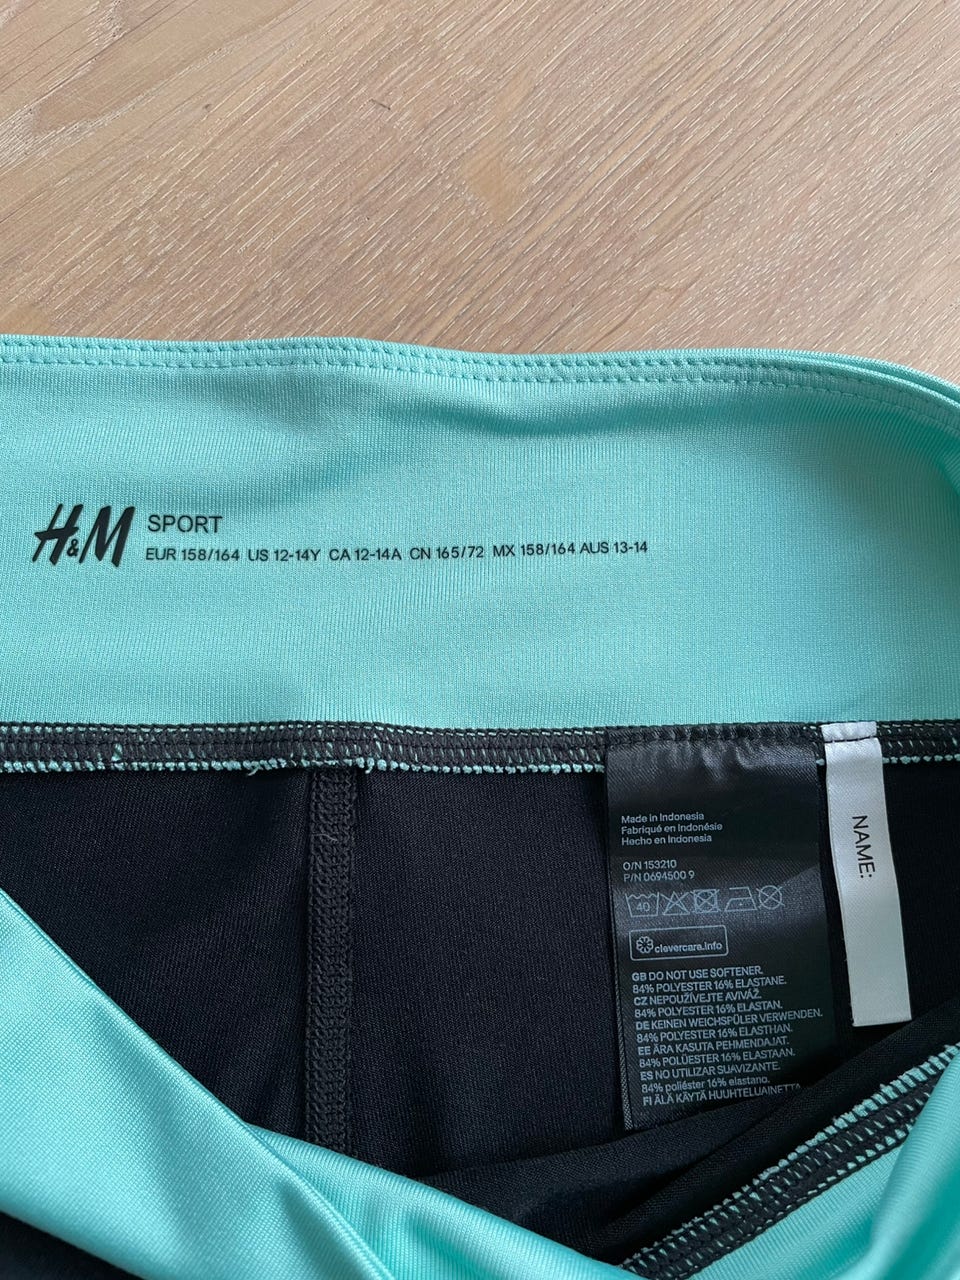 H&M SPORT
EUR 158/164 US 12-14Y CA 12-14A CN 165/72 MX 158/164 AUS 13-14
Made in Indonesia
Fabriqué en Indonésie
Hecho en Indonesia
O/N 153210
P/N 0694500 9
40
clevercare.info
GB DO NOT USE SOFTENER.
84% POLYESTER 16% ELASTANE.
CZ NEPOUŽÍVEJTE AVIVÁŽ.
84% POLYESTER 16% ELASTAN.
DE KEINEN WEICHSPÜLER VERWENDEN.
84% POLYESTER 16% ELASTHAN.
EE ÄRA KASUTA PEHMENDAJAT.
84% POLÜESTER 16% ELASTAAN.
ES NO UTILIZAR SUAVIZANTE.
84% poliéster 16% elastano.
FI ÄLÄ KÄYTÄ HUUHTELUAINETTA
NAME: